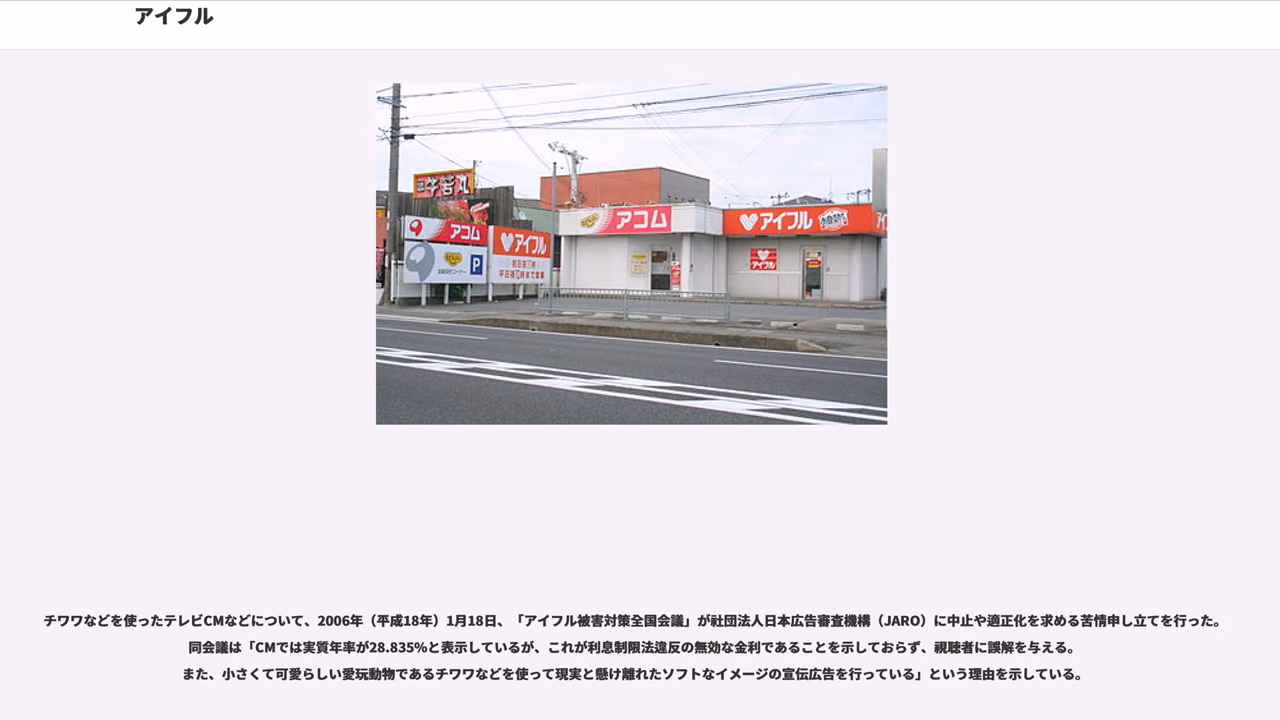 アイフル
牛若丸
アコム
アイフル
アコム
アイフル
P
アイフル
チワワなどを使ったテレビCMなどについて、2006年（平成18年）1月18日、「アイフル被害対策全国会議」が社団法人日本広告審査機構（JARO）に中止や適正化を求める苦情申し立てを行った。
同会議は「CMでは実質年率が28.835%と表示しているが、これが利息制限法違反の無効な金利であることを示しておらず、視聴者に誤解を与える。
また、小さくて可愛らしい愛玩動物であるチワワなどを使って現実と懸け離れたソフトなイメージの宣伝広告を行っている」という理由を示している。